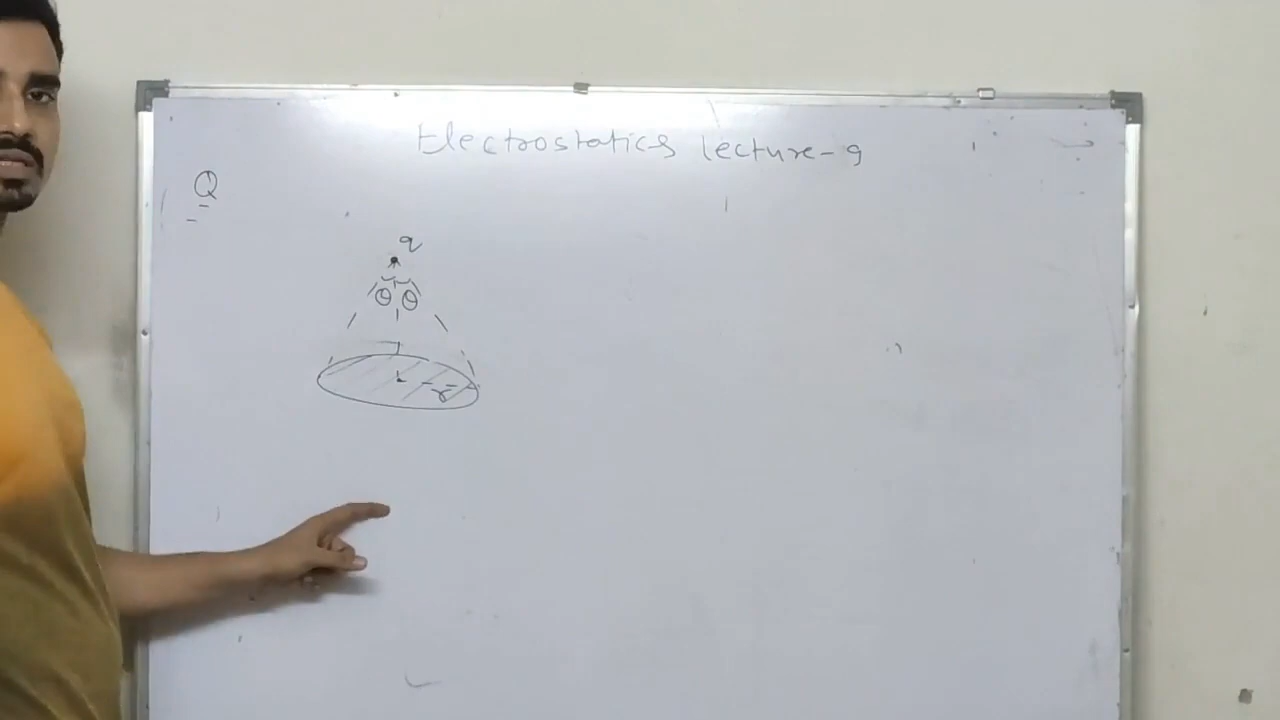 Electrostatics lecture-9
Q
q
θ θ
r